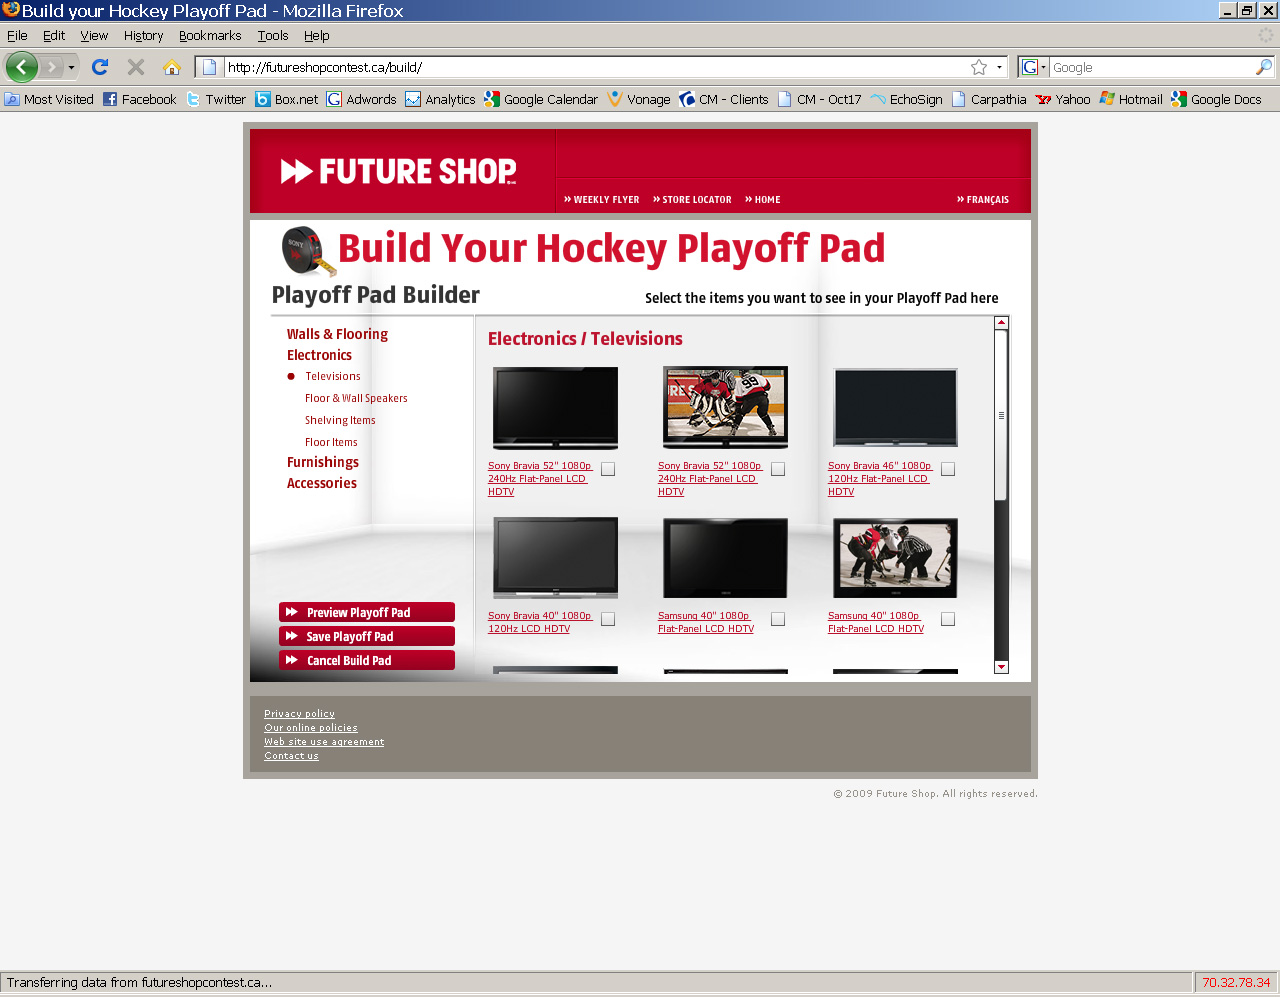 Build your Hockey Playoff Pad - Mozilla Firefox
File Edit View History Bookmarks Tools Help
http://futureshopcontest.ca/build/
Google
Most Visited Facebook Twitter Box.net Adwords Analytics Google Calendar Vonage CM - Clients CM - Oct17 EchoSign Carpathia Yahoo Hotmail Google Docs
FUTURE SHOP
WEEKLY FLYER STORE LOCATOR HOME FRANÇAIS
SONY
Build Your Hockey Playoff Pad
Playoff Pad Builder
Select the items you want to see in your Playoff Pad here
Walls & Flooring
Electronics
Televisions
Floor & Wall Speakers
Shelving Items
Floor Items
Furnishings
Accessories
Preview Playoff Pad
Save Playoff Pad
Cancel Build Pad
Electronics / Televisions
Sony Bravia 52" 1080p
240Hz Flat-Panel LCD
HDTV
Sony Bravia 52" 1080p
240Hz Flat-Panel LCD
HDTV
Sony Bravia 46" 1080p
120Hz Flat-Panel LCD
HDTV
Sony Bravia 40" 1080p
120Hz LCD HDTV
Samsung 40" 1080p
Flat-Panel LCD HDTV
Samsung 40" 1080p
Flat-Panel LCD HDTV
Privacy policy
Our online policies
Web site use agreement
Contact us
© 2009 Future Shop. All rights reserved.
Transferring data from futureshopcontest.ca...
70.32.78.34